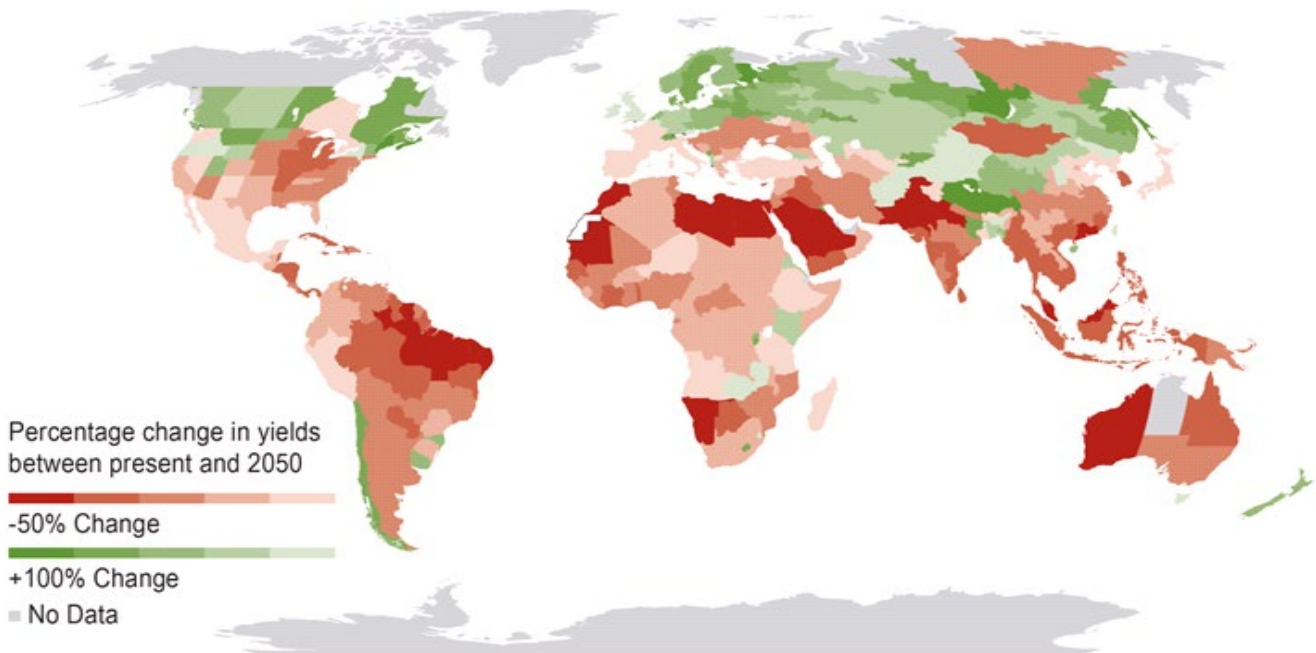 Percentage change in yields
between present and 2050
-50% Change
+100% Change
No Data